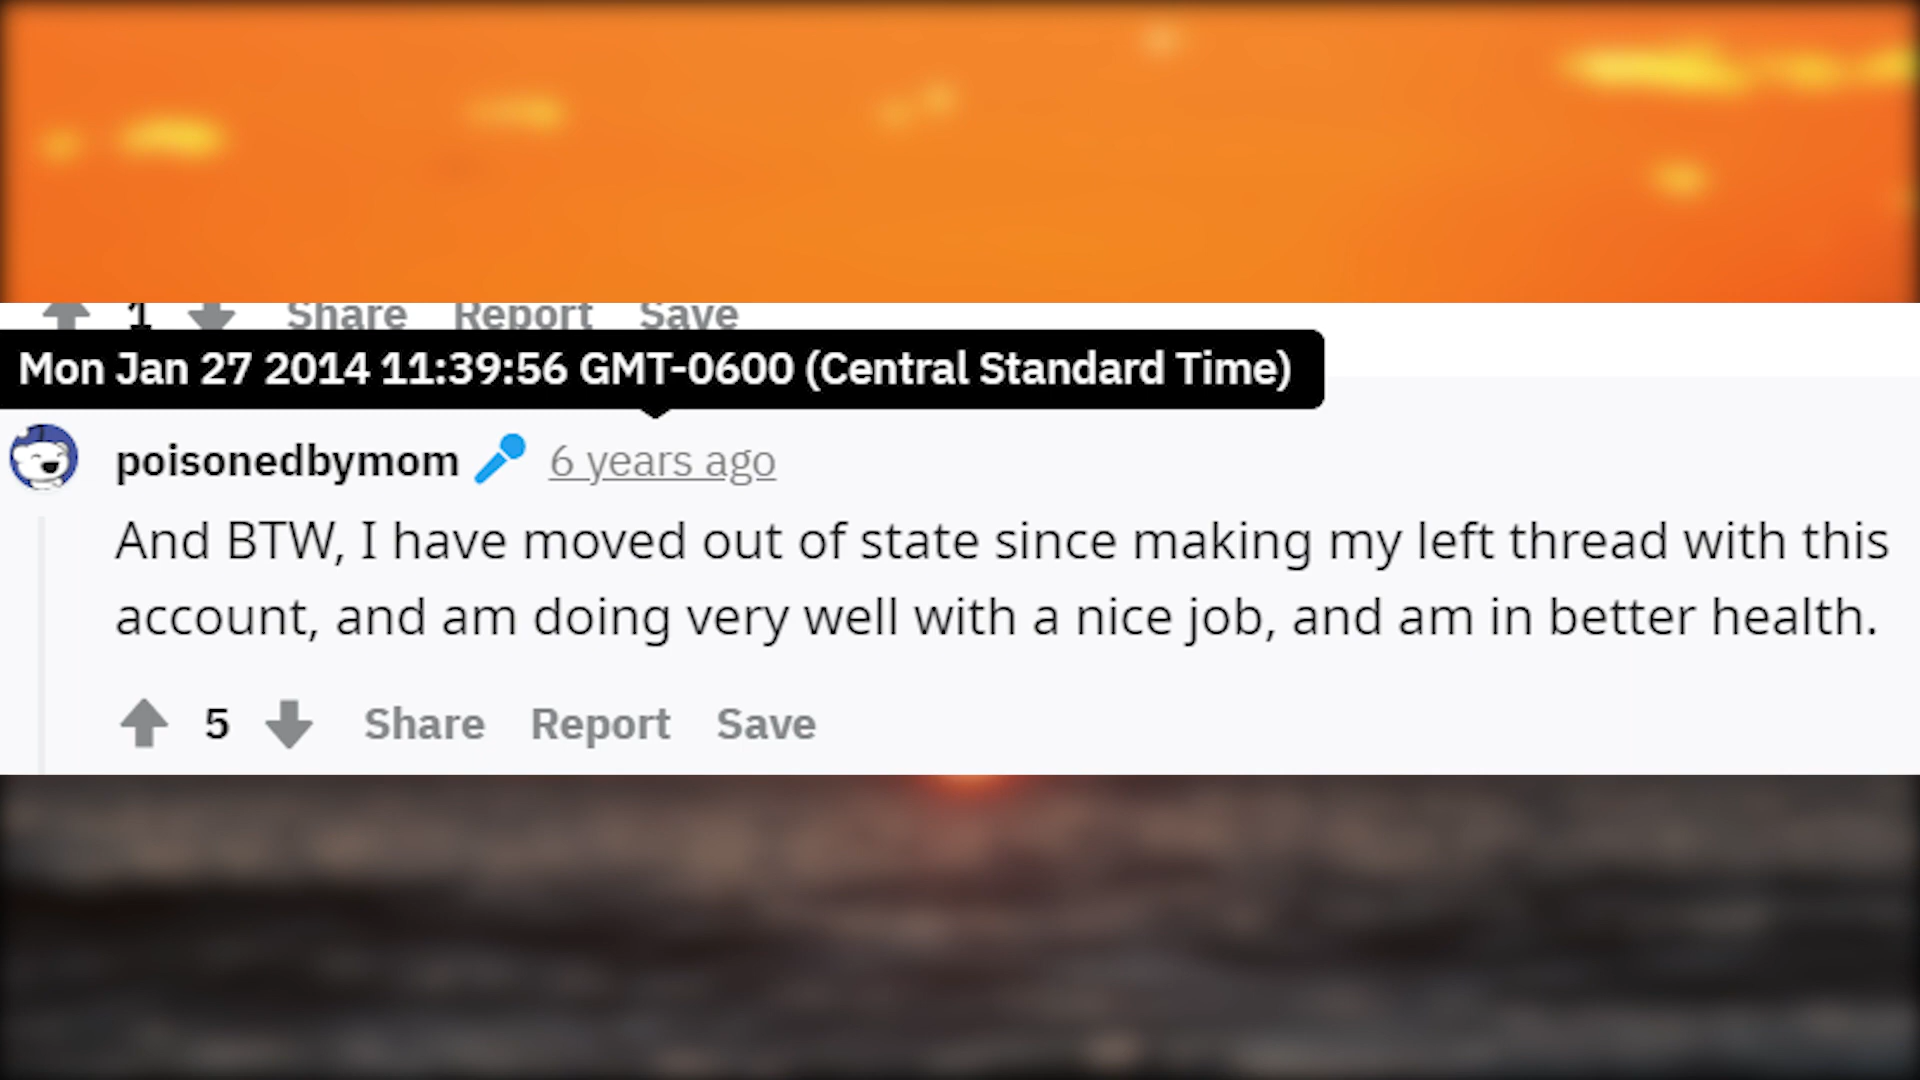 1 Share Report Save
Mon Jan 27 2014 11:39:56 GMT-0600 (Central Standard Time)
poisonedbymom 6 years ago
And BTW, I have moved out of state since making my left thread with this
account, and am doing very well with a nice job, and am in better health.
5 Share Report Save